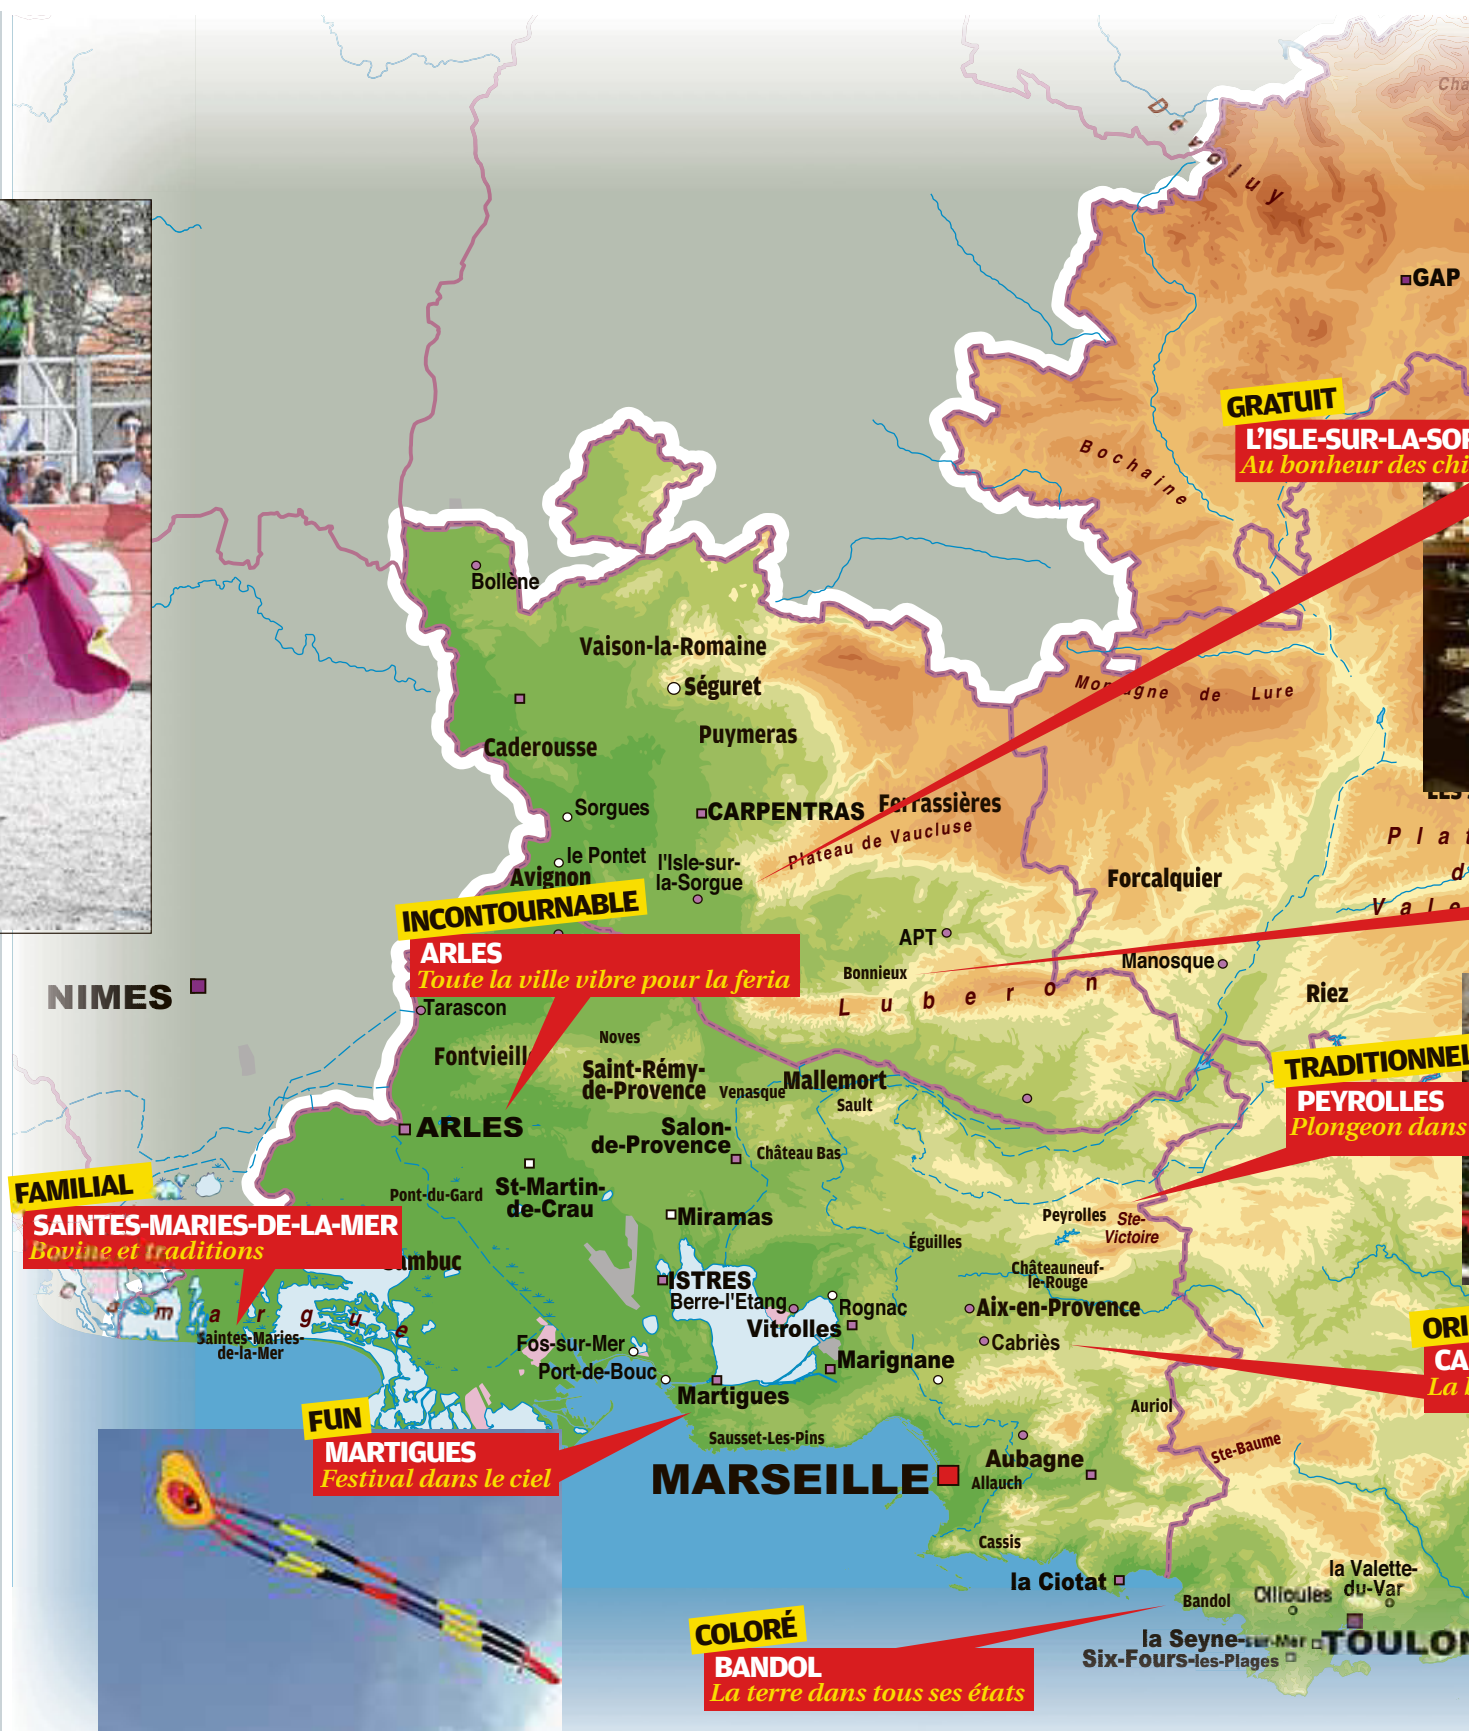 Dévoluy
GAP
GRATUIT
L'ISLE-SUR-LA-SOR
Au bonheur des chi
Bochaine
Bollène
Vaison-la-Romaine
Séguret
Montagne de Lure
Puymeras
Caderousse
Sorgues
CARPENTRAS
Ferrassières
Plateau de Vaucluse
le Pontet
l'Isle-sur-
la-Sorgue
Avignon
Forcalquier
INCONTOURNABLE
ARLES
Toute la ville vibre pour la feria
APT
Bonnieux
Manosque
Luberon
Riez
NIMES
Tarascon
Noves
Fontvieill
Saint-Rémy-
de-Provence
Venasque
Mallemort
Sault
TRADITIONNEL
PEYROLLES
Plongeon dans
ARLES
Salon-
de-Provence
Château Bas
FAMILIAL
SAINTES-MARIES-DE-LA-MER
Bovine et traditions
Pont-du-Gard
St-Martin-
de-Crau
Miramas
Peyrolles
Ste-
Victoire
Éguilles
ambuc
Châteauneuf-
le-Rouge
ISTRES
Berre-l'Etang
Rognac
Aix-en-Provence
Camargue
Vitrolles
Saintes-Maries-
de-la-Mer
Fos-sur-Mer
Cabriès
ORI
CA
La
Port-de-Bouc
Marignane
Martigues
Auriol
FUN
MARTIGUES
Festival dans le ciel
Sausset-Les-Pins
Ste-Baume
MARSEILLE
Aubagne
Allauch
Cassis
la Ciotat
la Valette-
du-Var
Bandol
Ollioules
COLORÉ
BANDOL
La terre dans tous ses états
la Seyne-sur-Mer
TOULON
Six-Fours-les-Plages